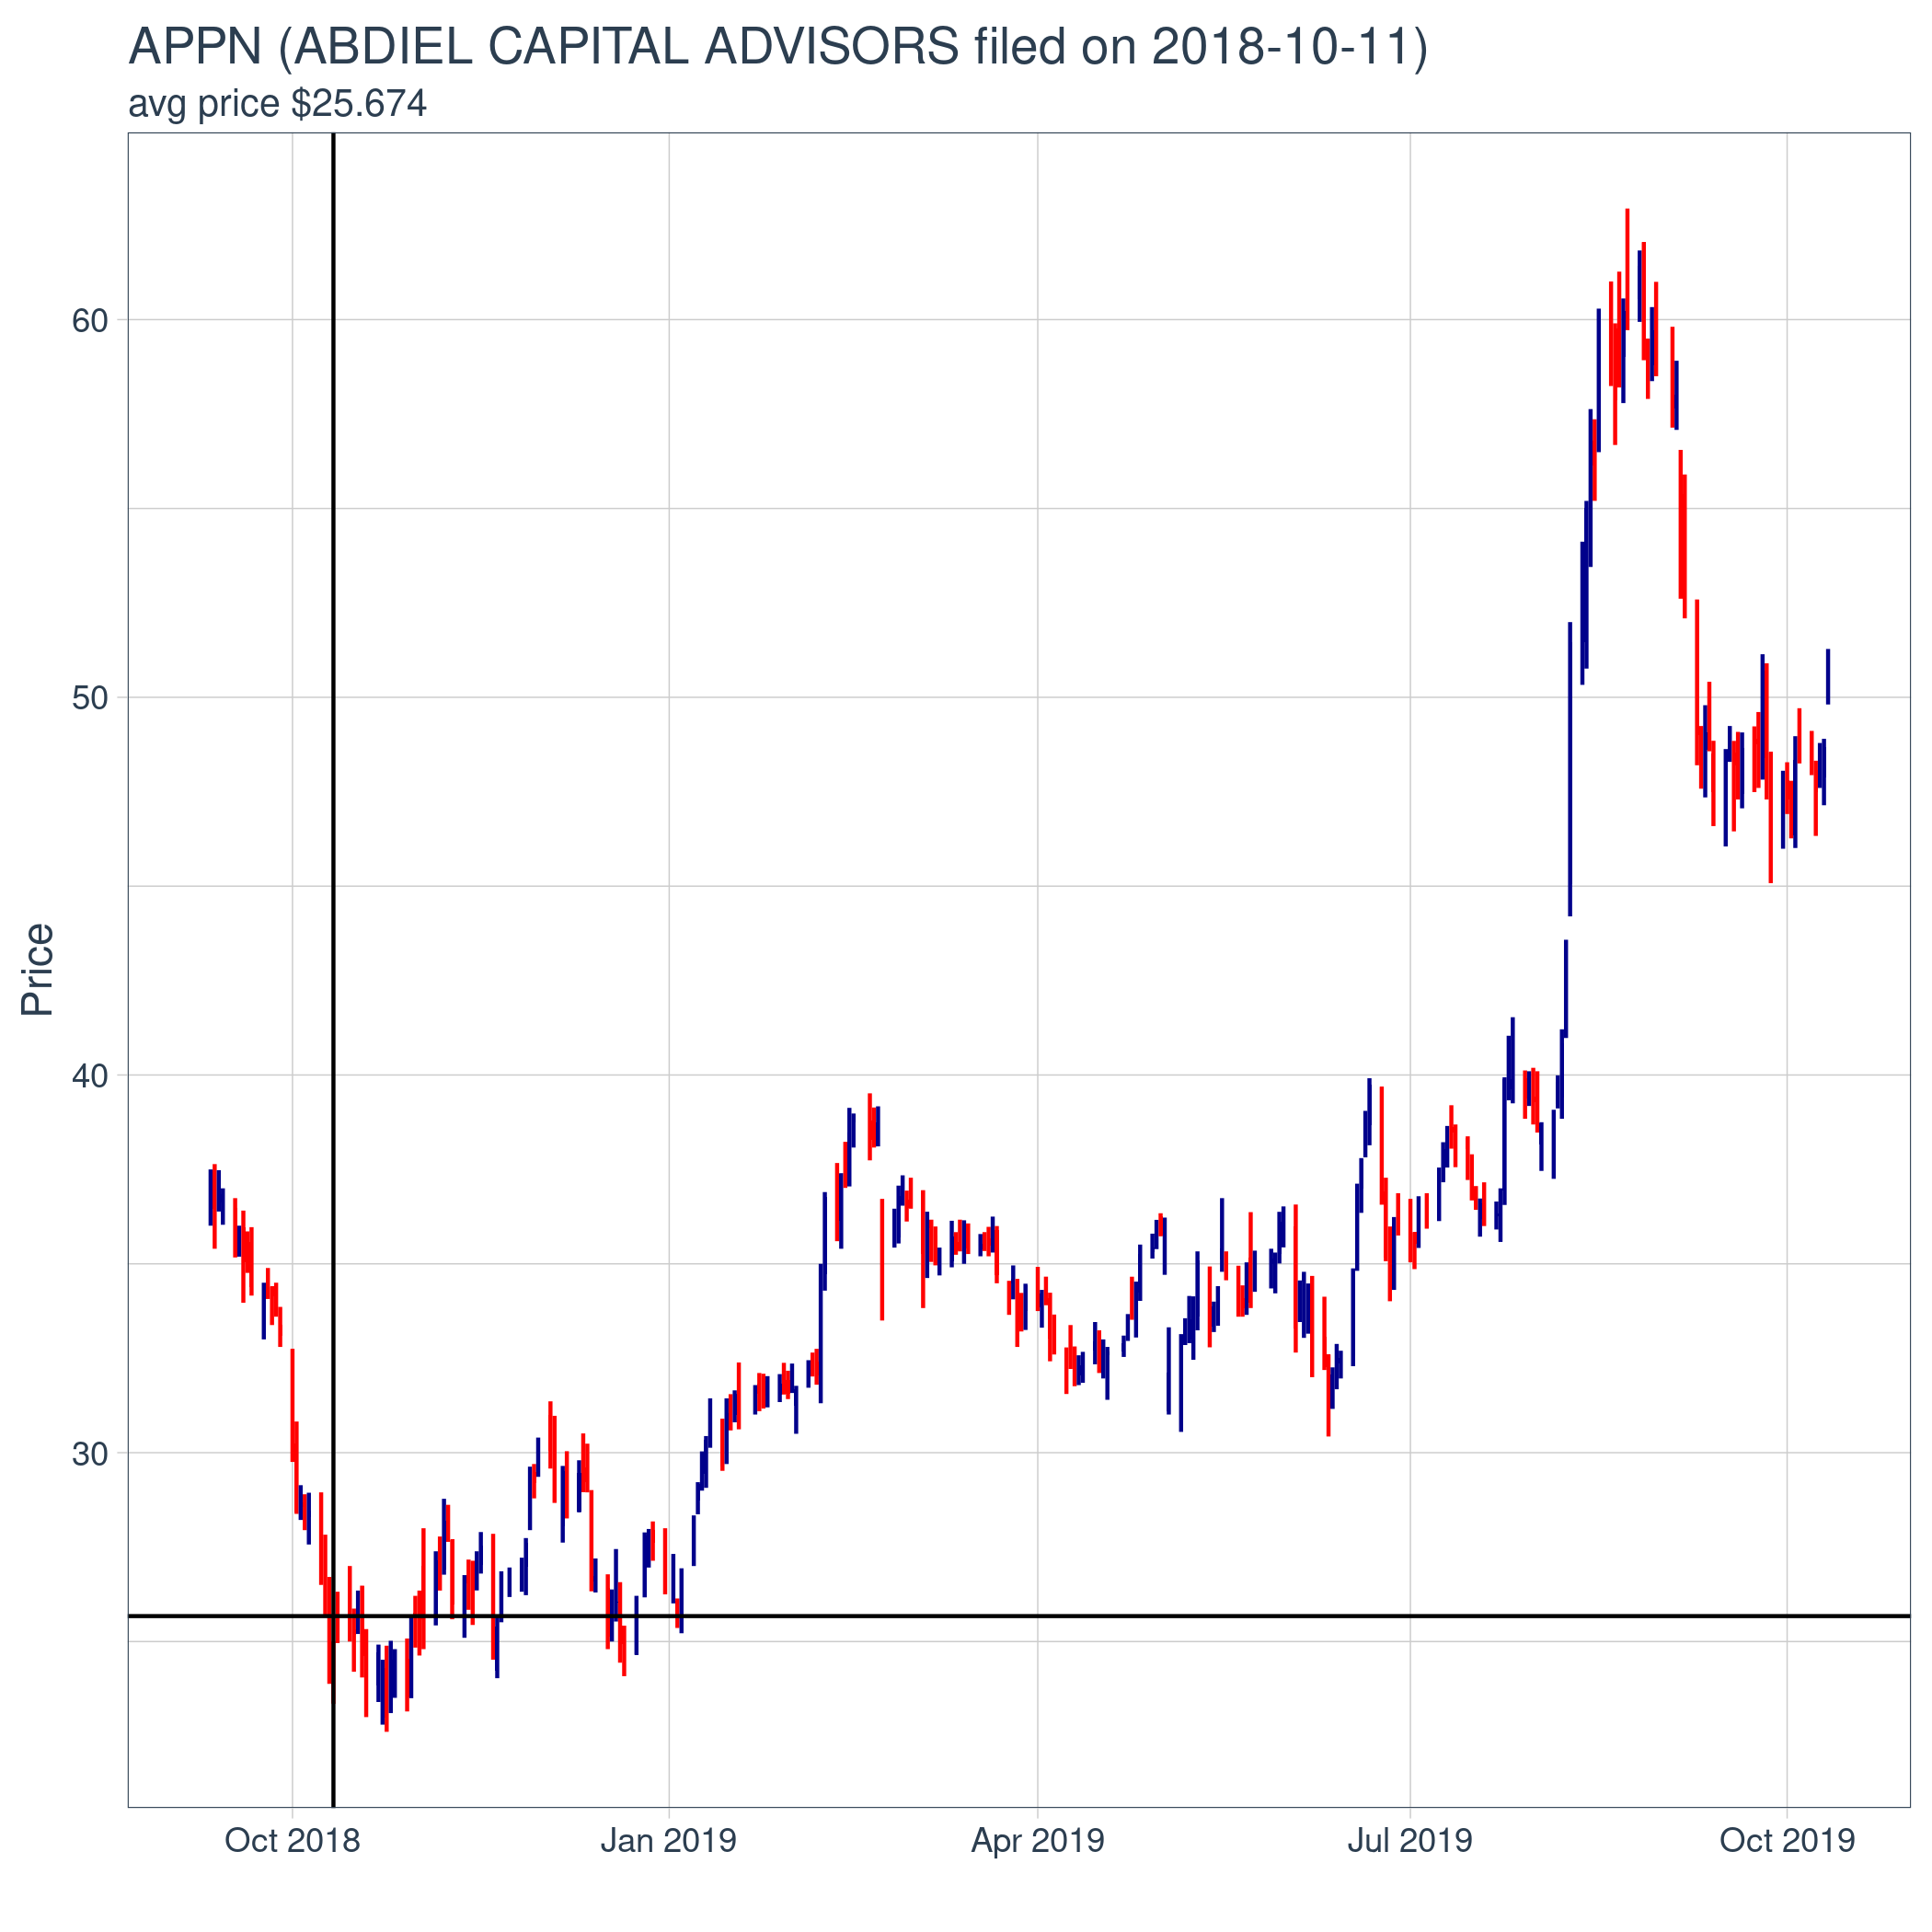 APPN (ABDIEL CAPITAL ADVISORS filed on 2018-10-11)
avg price $25.674
60
50
40
30
Price
Oct 2018
Jan 2019
Apr 2019
Jul 2019
Oct 2019